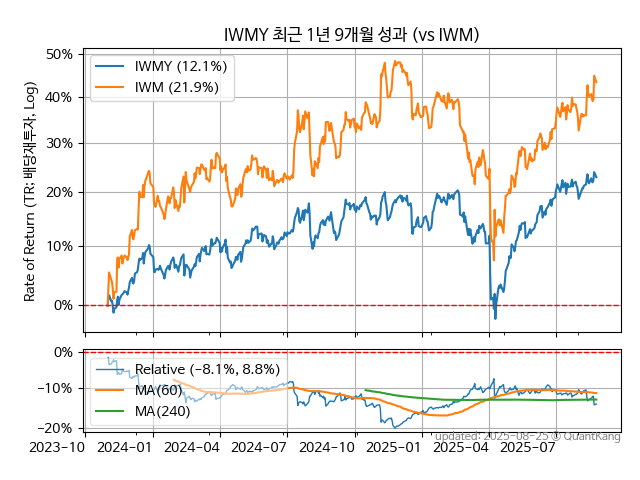 IWMY 최근 1년 9개월 성과 (vs IWM)
50%
40%
30%
20%
10%
0%
Rate of Return (TR: 배당재투자, Log)
IWMY (12.1%)
IWM (21.9%)
0%
-10%
-20%
Relative (-8.1%, 8.8%)
MA(60)
MA(240)
updated: 2025-08-25 © QuantKang
2023-10 2024-01 2024-04 2024-07 2024-10 2025-01 2025-04 2025-07